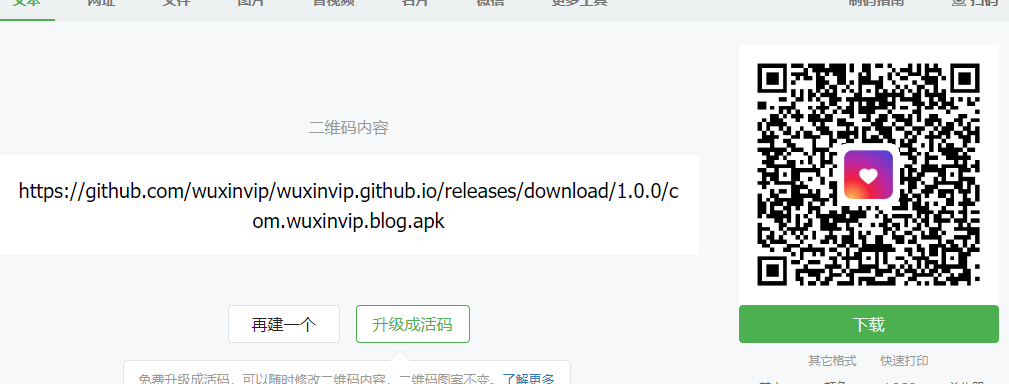 文本 网址 文件 图片 音视频 名片 微信 更多工具 制码指南 扫码
二维码内容
https://github.com/wuxinvip/wuxinvip.github.io/releases/download/1.0.0/c
om.wuxinvip.blog.apk
再建一个 升级成活码
免费升级成活码，可以随时修改二维码内容，二维码图案不变。了解更多
下载
其它格式 快速打印